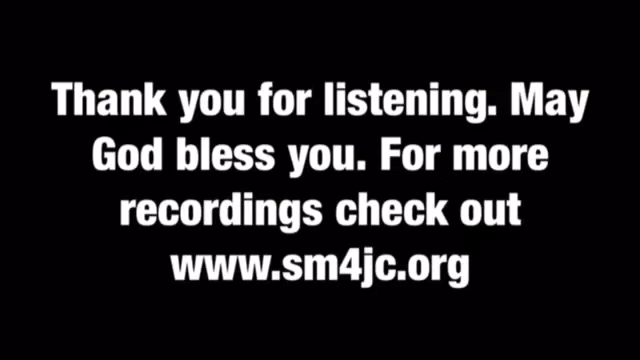 Thank you for listening. May
God bless you. For more
recordings check out
www.sm4jc.org